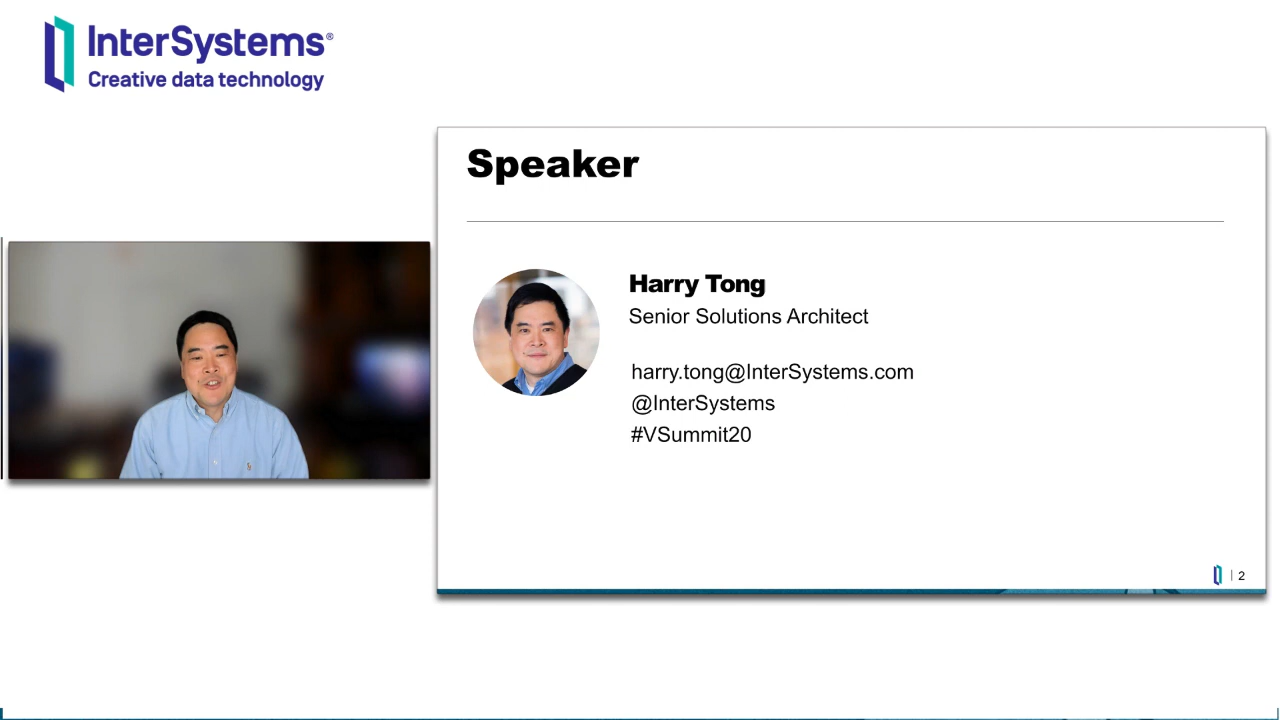 InterSystems®
Creative data technology
Speaker
Harry Tong
Senior Solutions Architect
harry.tong@InterSystems.com
@InterSystems
#VSummit20
| 2